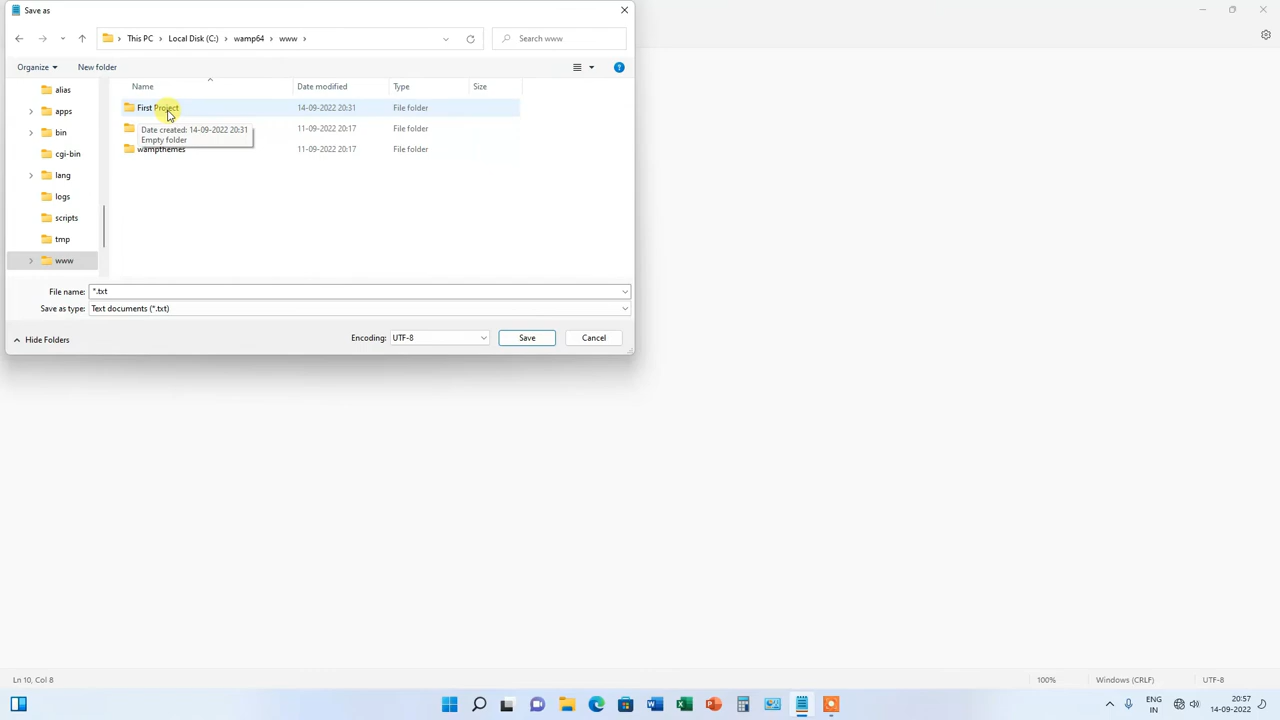 Save as
This PC > Local Disk (C:) > wamp64 > www >
Search www
Organize
New folder
Name
Date modified
Type
Size
alias
apps
bin
cgi-bin
lang
logs
scripts
tmp
www
First Project
14-09-2022 20:31
File folder
11-09-2022 20:17
File folder
Date created: 14-09-2022 20:31
Empty folder
wampthemes
11-09-2022 20:17
File folder
File name:
*.txt
Save as type:
Text documents (*.txt)
Hide Folders
Encoding:
UTF-8
Save
Cancel
Ln 10, Col 8
100%
Windows (CRLF)
UTF-8
ENG
IN
20:57
14-09-2022